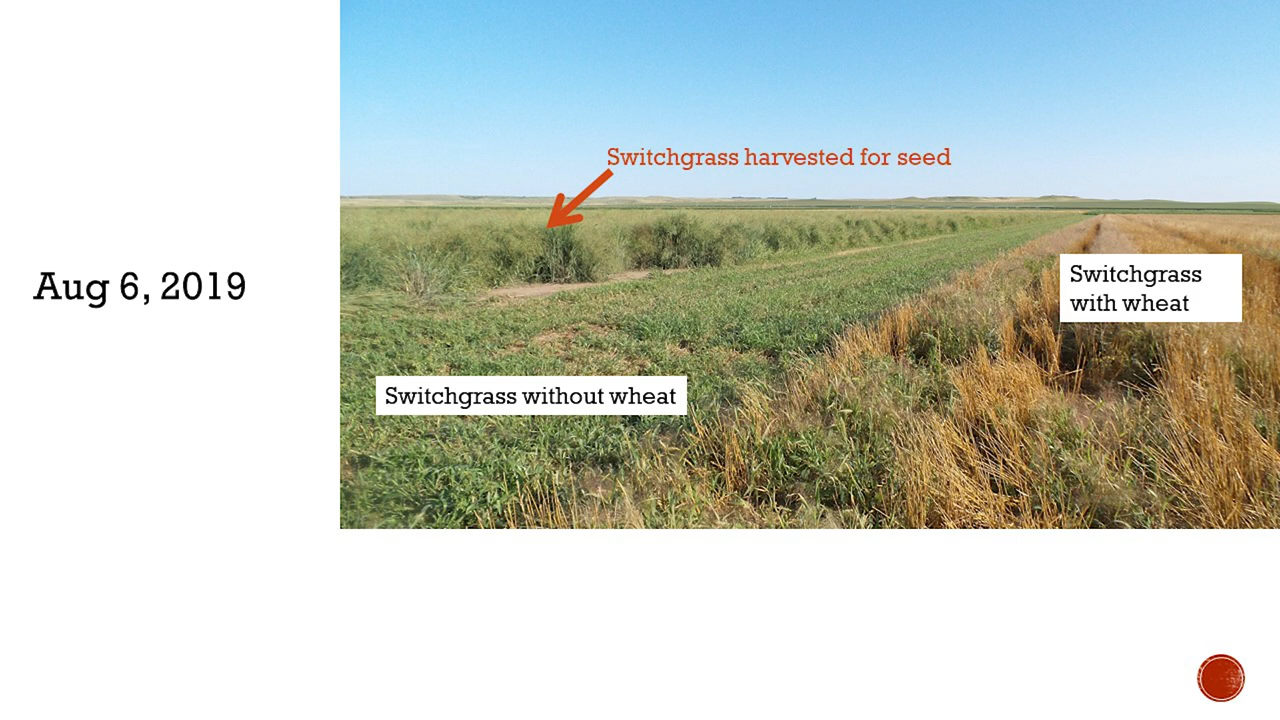 Aug 6, 2019
Switchgrass harvested for seed
Switchgrass
with wheat
Switchgrass without wheat